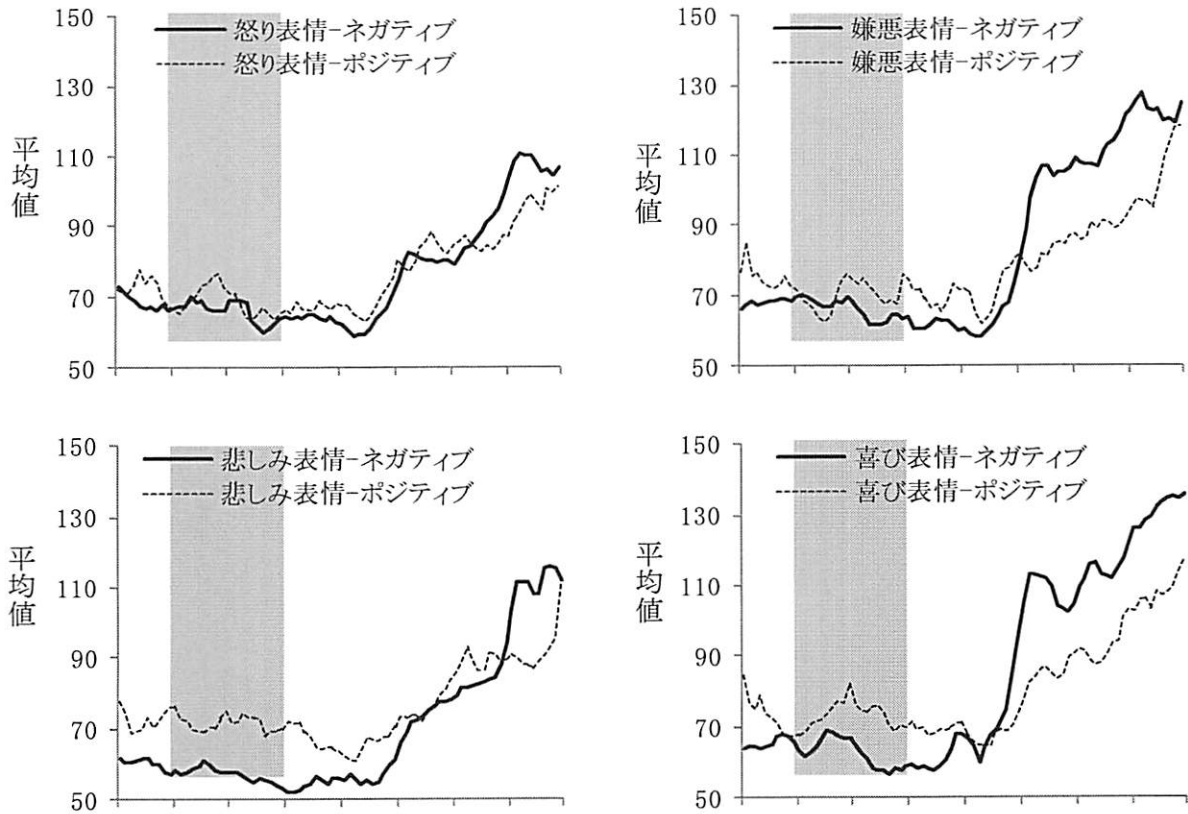 150
130
110
90
70
50
平均値
怒り表情-ネガティブ
怒り表情-ポジティブ
150
130
110
90
70
50
平均値
嫌悪表情-ネガティブ
嫌悪表情-ポジティブ
150
130
110
90
70
50
平均値
悲しみ表情-ネガティブ
悲しみ表情-ポジティブ
150
130
110
90
70
50
平均値
喜び表情-ネガティブ
喜び表情-ポジティブ